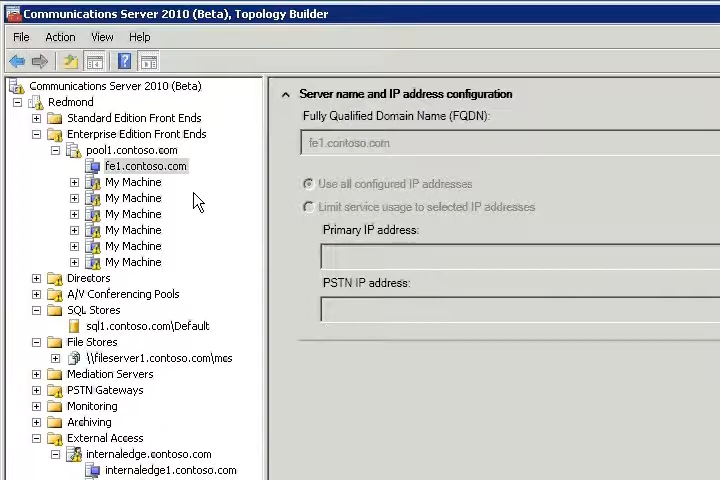 Communications Server 2010 (Beta), Topology Builder
File Action View Help
Communications Server 2010 (Beta)
Redmond
Standard Edition Front Ends
Enterprise Edition Front Ends
pool1.contoso.com
fe1.contoso.com
My Machine
My Machine
My Machine
My Machine
My Machine
My Machine
Directors
A/V Conferencing Pools
SQL Stores
sql1.contoso.com\Default
File Stores
\\fileserver1.contoso.com\mcs
Mediation Servers
PSTN Gateways
Monitoring
Archiving
External Access
internaledge.contoso.com
internaledge1.contoso.com
Server name and IP address configuration
Fully Qualified Domain Name (FQDN):
fe1.contoso.com
Use all configured IP addresses
Limit service usage to selected IP addresses
Primary IP address:
PSTN IP address: